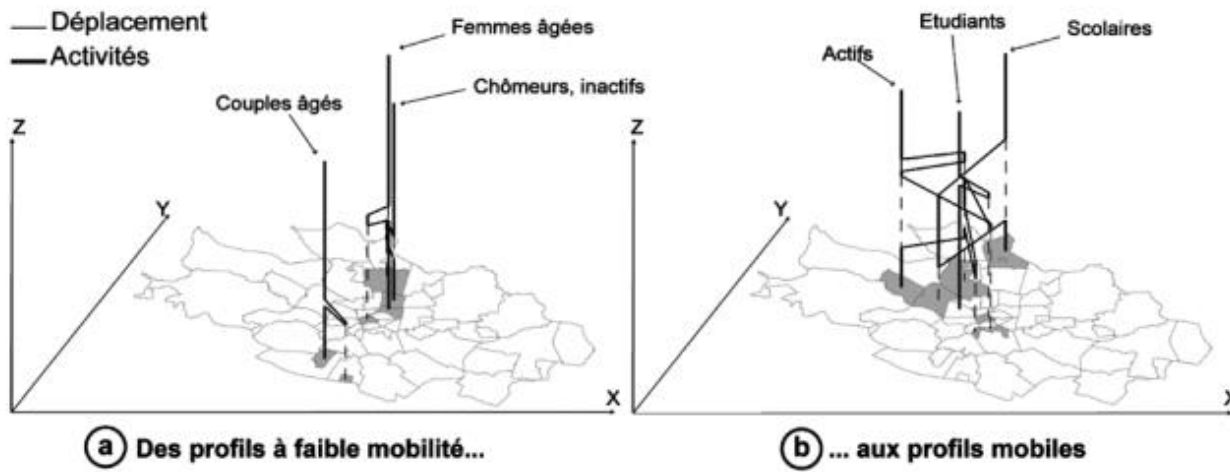 Déplacement
Activités
Femmes âgées
Chômeurs, inactifs
Couples âgés
Z
Y
X
a Des profils à faible mobilité...
Etudiants
Scolaires
Actifs
Z
Y
X
b ... aux profils mobiles